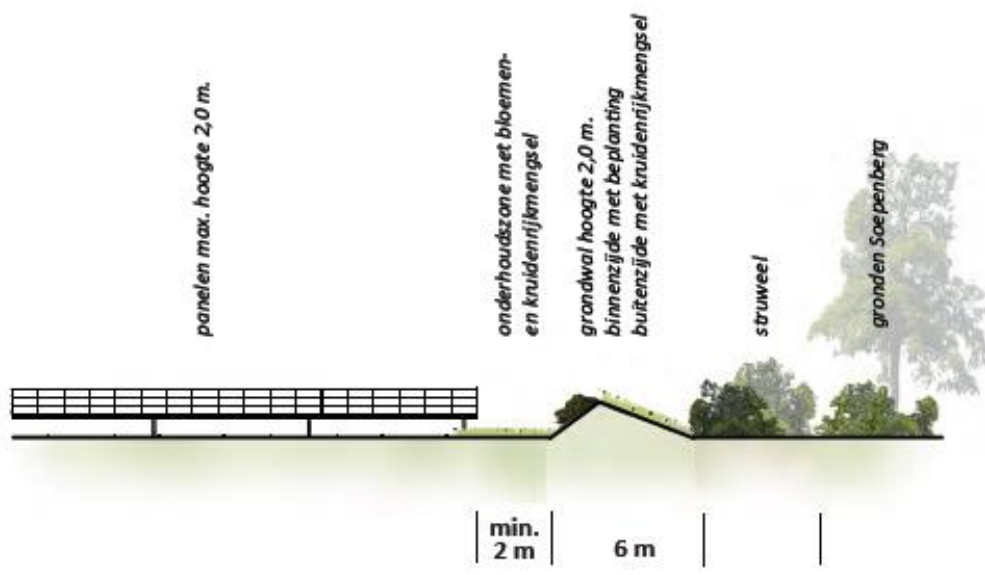 panelen max. hoogte 2,0 m.
onderhoudszone met bloemen-
en kruidenrijkmengsel
grondwal hoogte 2,0 m.
binnenzijde met beplanting
buitenzijde met kruidenrijkmengsel
struweel
gronden Soepenberg
min.
2 m
6 m